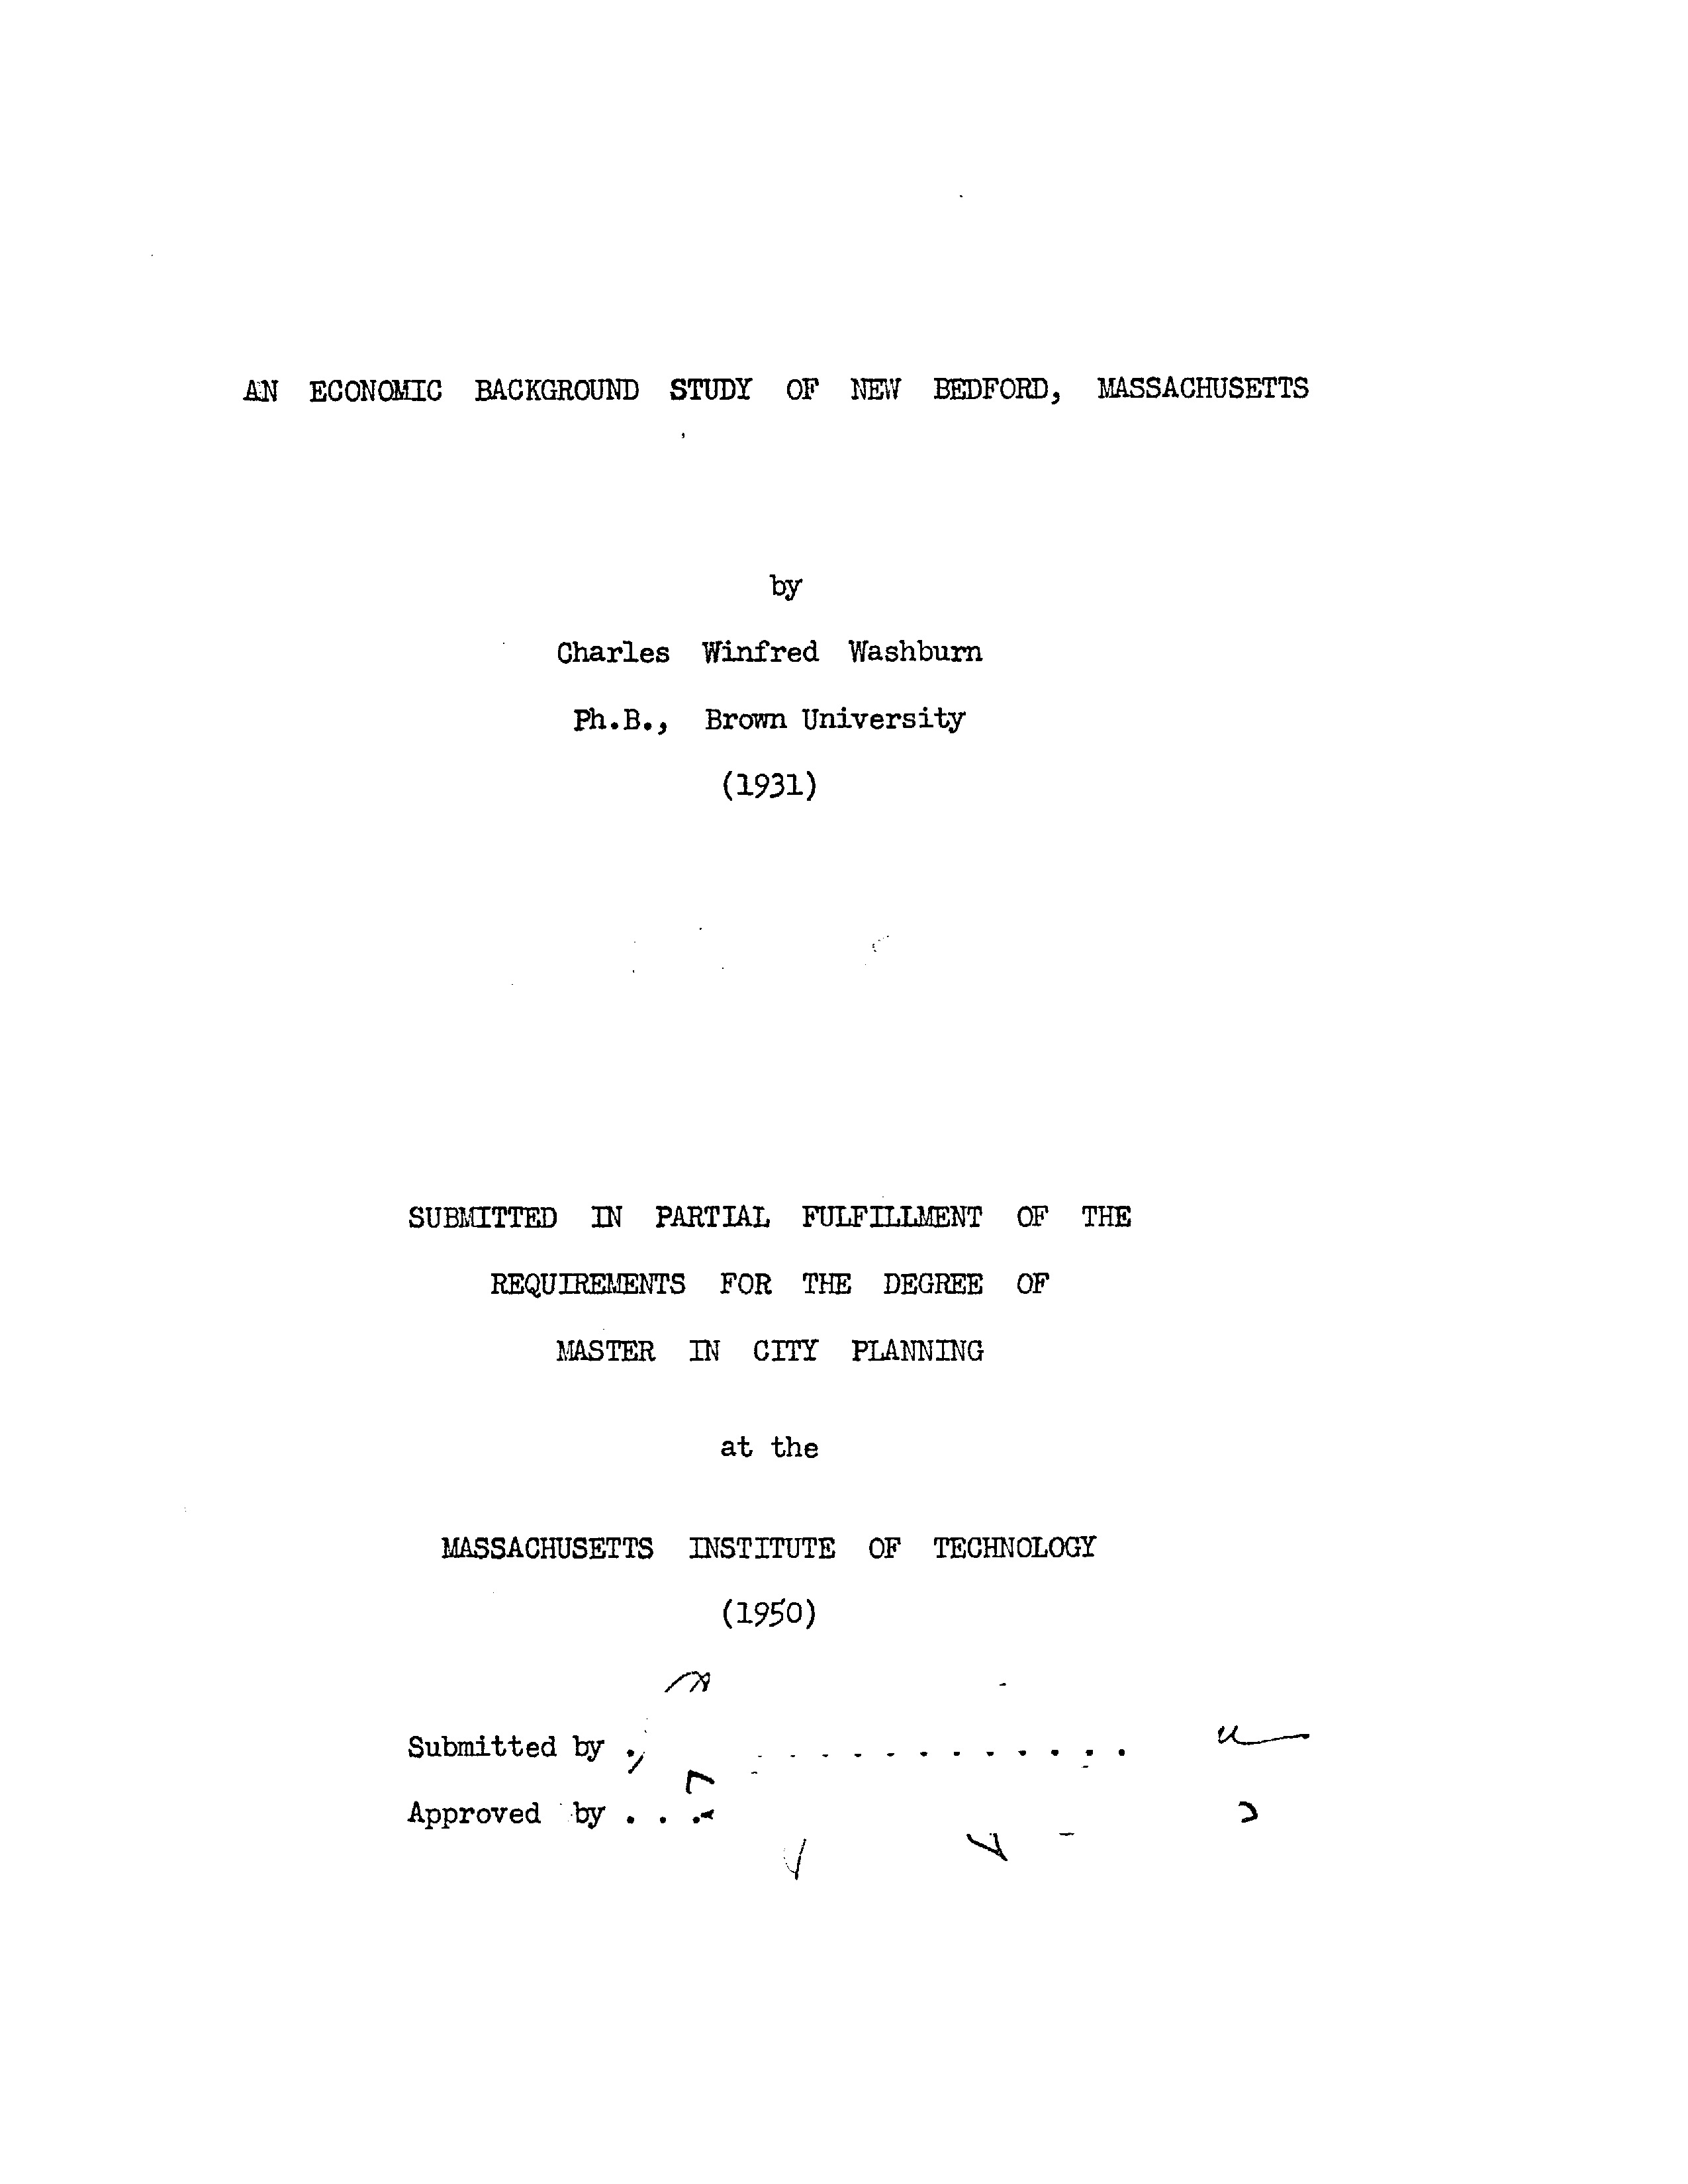 AN ECONOMIC BACKGROUND STUDY OF NEW BEDFORD, MASSACHUSETTS
by
Charles Winfred Washburn
Ph.B., Brown University
(1931)
SUBMITTED IN PARTIAL FULFILLMENT OF THE
REQUIREMENTS FOR THE DEGREE OF
MASTER IN CITY PLANNING
at the
MASSACHUSETTS INSTITUTE OF TECHNOLOGY
(1950)
Submitted by . . . . . . . . . . . . .
Approved by . . .